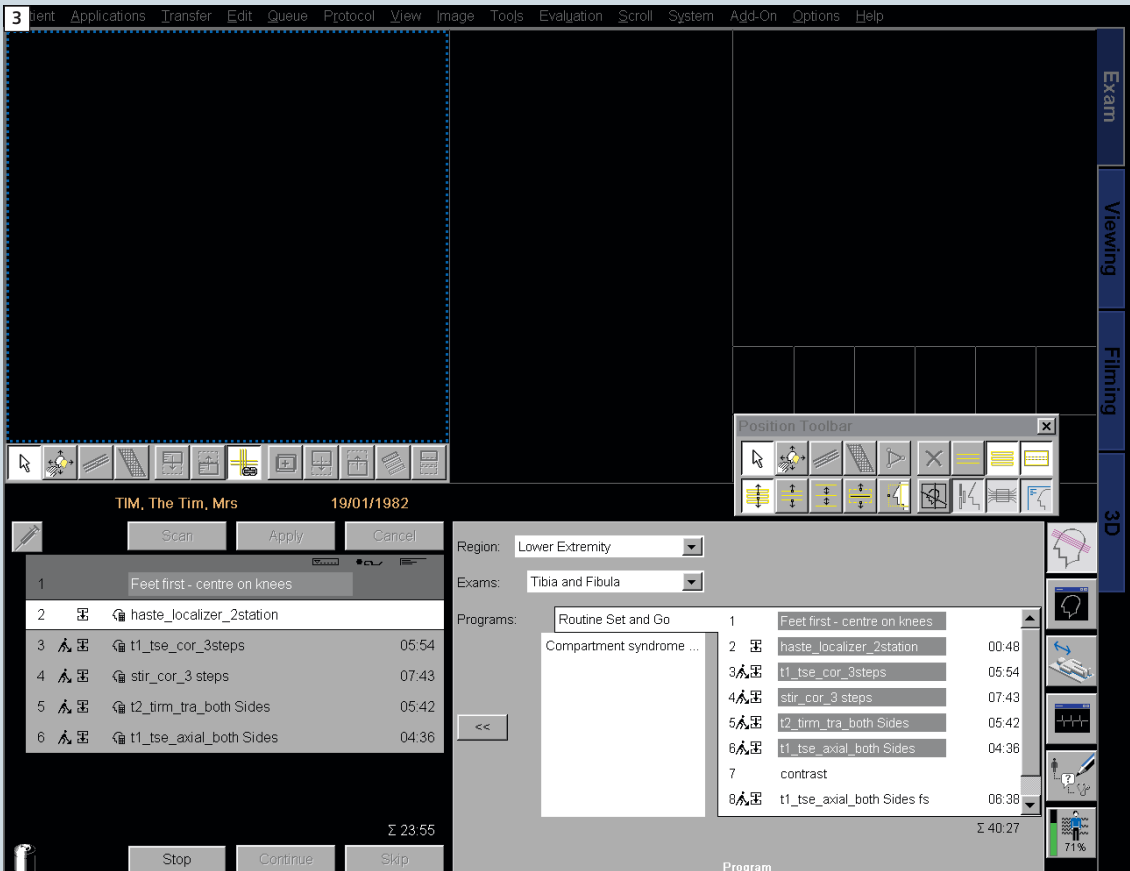 3 tient Applications Transfer Edit Queue Protocol View Image Tools Evaluation Scroll System Add-On Options Help
Exam
Viewing
Filming
3D
Position Toolbar
TIM, The Tim, Mrs 19/01/1982
Scan Apply Cancel
1 Feet first - centre on knees
2 haste_localizer_2station
3 t1_tse_cor_3steps 05:54
4 stir_cor_3 steps 07:43
5 t2_tirm_tra_both Sides 05:42
6 t1_tse_axial_both Sides 04:36
Σ 23:55
Stop Continue Skip
Region: Lower Extremity
Exams: Tibia and Fibula
Programs: Routine Set and Go
Compartment syndrome ...
<<
1 Feet first - centre on knees
2 haste_localizer_2station 00:48
3 t1_tse_cor_3steps 05:54
4 stir_cor_3 steps 07:43
5 t2_tirm_tra_both Sides 05:42
6 t1_tse_axial_both Sides 04:36
7 contrast
8 t1_tse_axial_both Sides fs 06:38
Σ 40:27
Program
71%